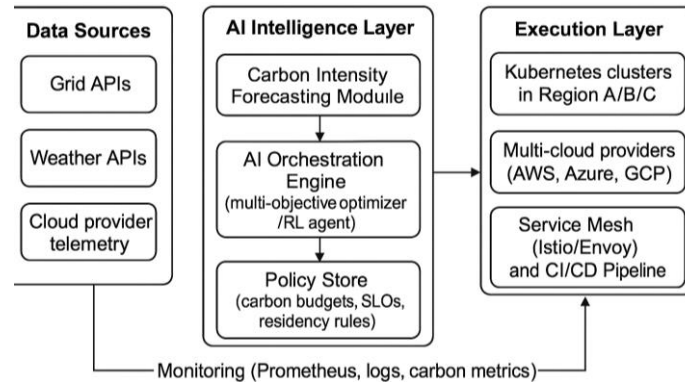 Data Sources
Grid APIs
Weather APIs
Cloud provider
telemetry
AI Intelligence Layer
Carbon Intensity
Forecasting Module
AI Orchestration
Engine
(multi-objective optimizer
/RL agent)
Policy Store
(carbon budgets, SLOs,
residency rules)
Execution Layer
Kubernetes clusters
in Region A/B/C
Multi-cloud providers
(AWS, Azure, GCP)
Service Mesh
(Istio/Envoy)
and CI/CD Pipeline
Monitoring (Prometheus, logs, carbon metrics)